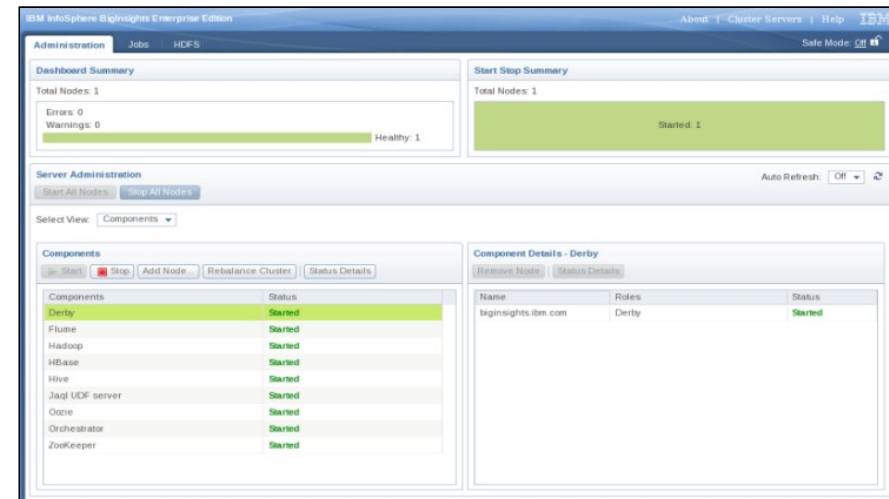 IBM InfoSphere BigInsights Enterprise Edition
About | Cluster Servers | Help IBM
Administration Jobs HDFS
Safe Mode: Off
Dashboard Summary
Total Nodes: 1
Errors: 0
Warnings: 0
Healthy: 1
Start Stop Summary
Total Nodes: 1
Started: 1
Server Administration
Start All Nodes Stop All Nodes
Auto Refresh: Off
Select View: Components
Components
Start Stop Add Node... Rebalance Cluster Status Details
Components Status
Derby Started
Flume Started
Hadoop Started
HBase Started
Hive Started
Jaql UDF server Started
Oozie Started
Orchestrator Started
ZooKeeper Started
Component Details - Derby
Remove Node Status Details
Name Roles Status
biginsights.ibm.com Derby Started